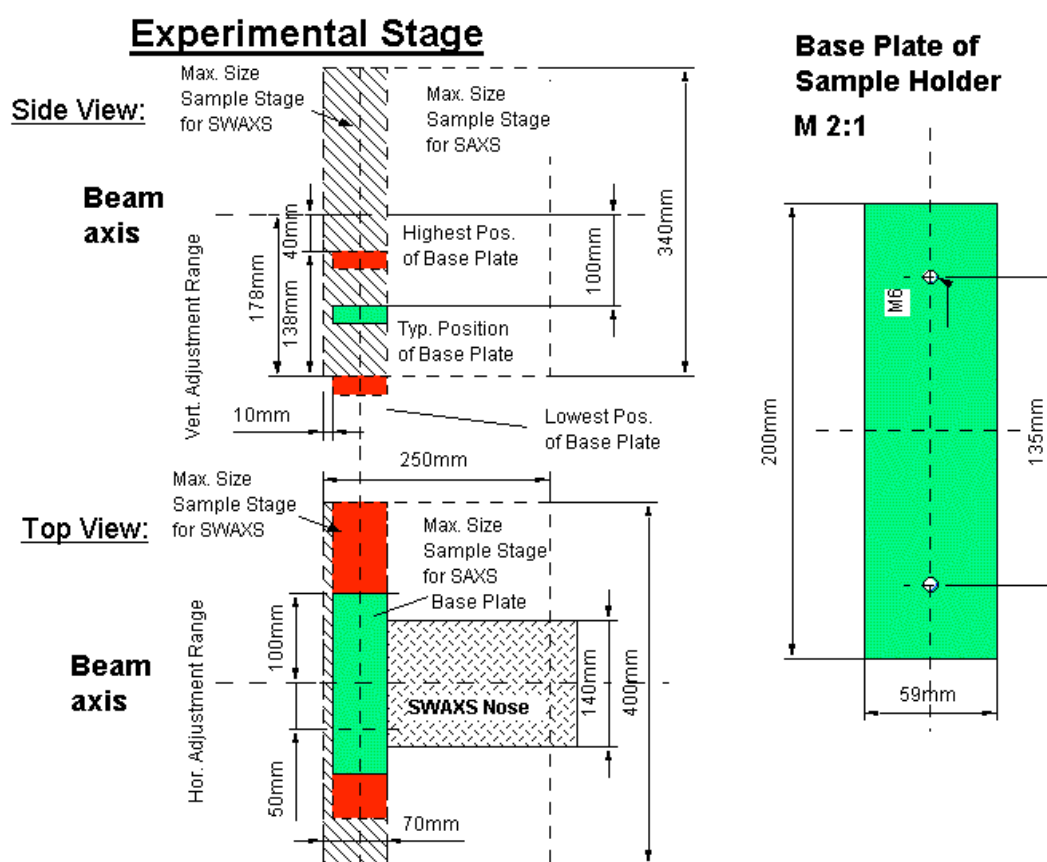 Experimental Stage
Max. Size
Sample Stage
for SWAXS
Max. Size
Sample Stage
for SAXS
Side View:
Beam
axis
Vert. Adjustment Range
178mm
40mm
138mm
Highest Pos.
of Base Plate
100mm
340mm
Typ. Position
of Base Plate
10mm
Lowest Pos.
of Base Plate
250mm
Top View:
Max. Size
Sample Stage
for SWAXS
Max. Size
Sample Stage
for SAXS
Base Plate
Beam
axis
Hor. Adjustment Range
100mm
50mm
SWAXS Nose
140mm
400mm
70mm
Base Plate of
Sample Holder
M 2:1
M6
200mm
135mm
59mm